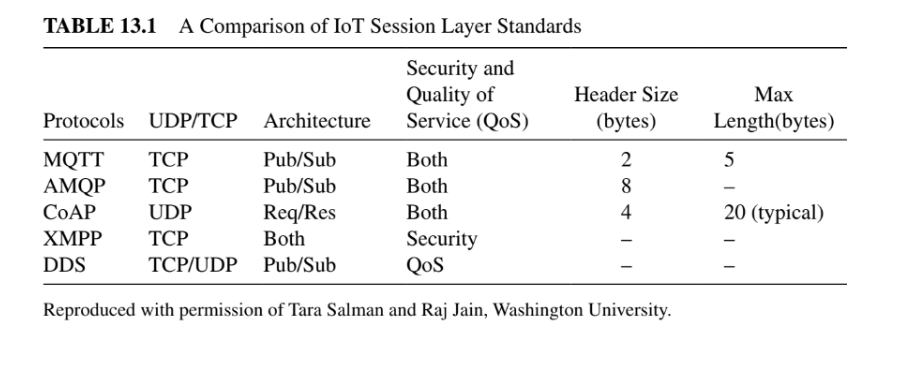 TABLE 13.1 A Comparison of IoT Session Layer Standards
Security and
Quality of Header Size Max
Protocols UDP/TCP Architecture Service (QoS) (bytes) Length(bytes)
MQTT TCP Pub/Sub Both 2 5
AMQP TCP Pub/Sub Both 8 –
CoAP UDP Req/Res Both 4 20 (typical)
XMPP TCP Both Security – –
DDS TCP/UDP Pub/Sub QoS – –
Reproduced with permission of Tara Salman and Raj Jain, Washington University.